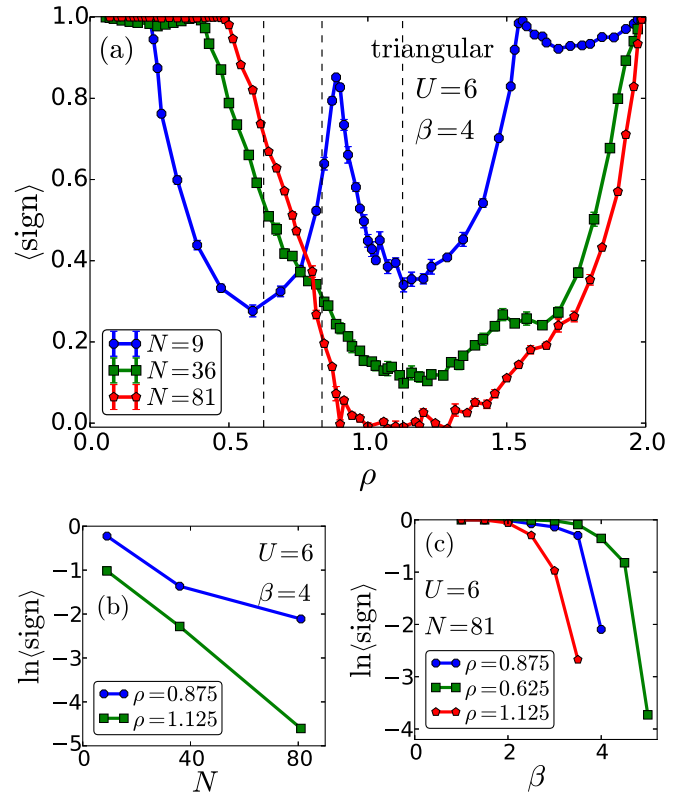 1.0
0.8
0.6
0.4
0.2
0.0
⟨sign⟩
(a)
triangular
U=6
β=4
N=9
N=36
N=81
0.0 0.5 1.0 1.5 2.0
ρ
0
−1
−2
−3
−4
−5
ln⟨sign⟩
U=6
β=4
(b)
ρ=0.875
ρ=1.125
0 20 40 60 80
N
0
−1
−2
−3
−4
ln⟨sign⟩
(c)
U=6
N=81
ρ=0.875
ρ=0.625
ρ=1.125
0 2 4
β